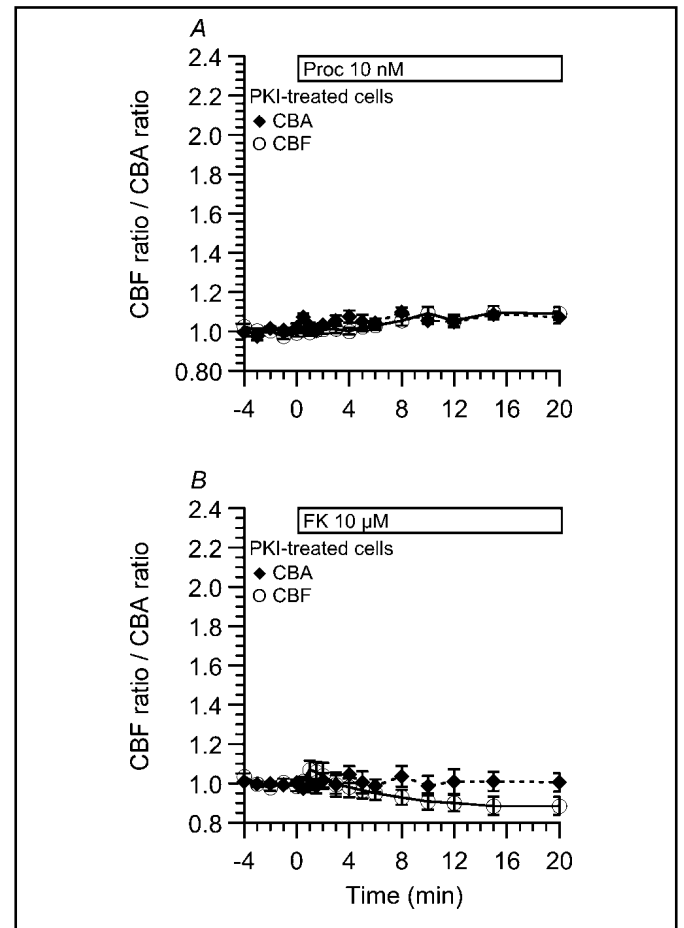 A
2.4
Proc 10 nM
2.2
PKI-treated cells
◆ CBA
2.0
○ CBF
1.8
1.6
1.4
1.2
1.0
0.80
CBF ratio / CBA ratio
-4 0 4 8 12 16 20
B
2.4
FK 10 µM
2.2
PKI-treated cells
◆ CBA
2.0
○ CBF
1.8
1.6
1.4
1.2
1.0
0.8
CBF ratio / CBA ratio
-4 0 4 8 12 16 20
Time (min)